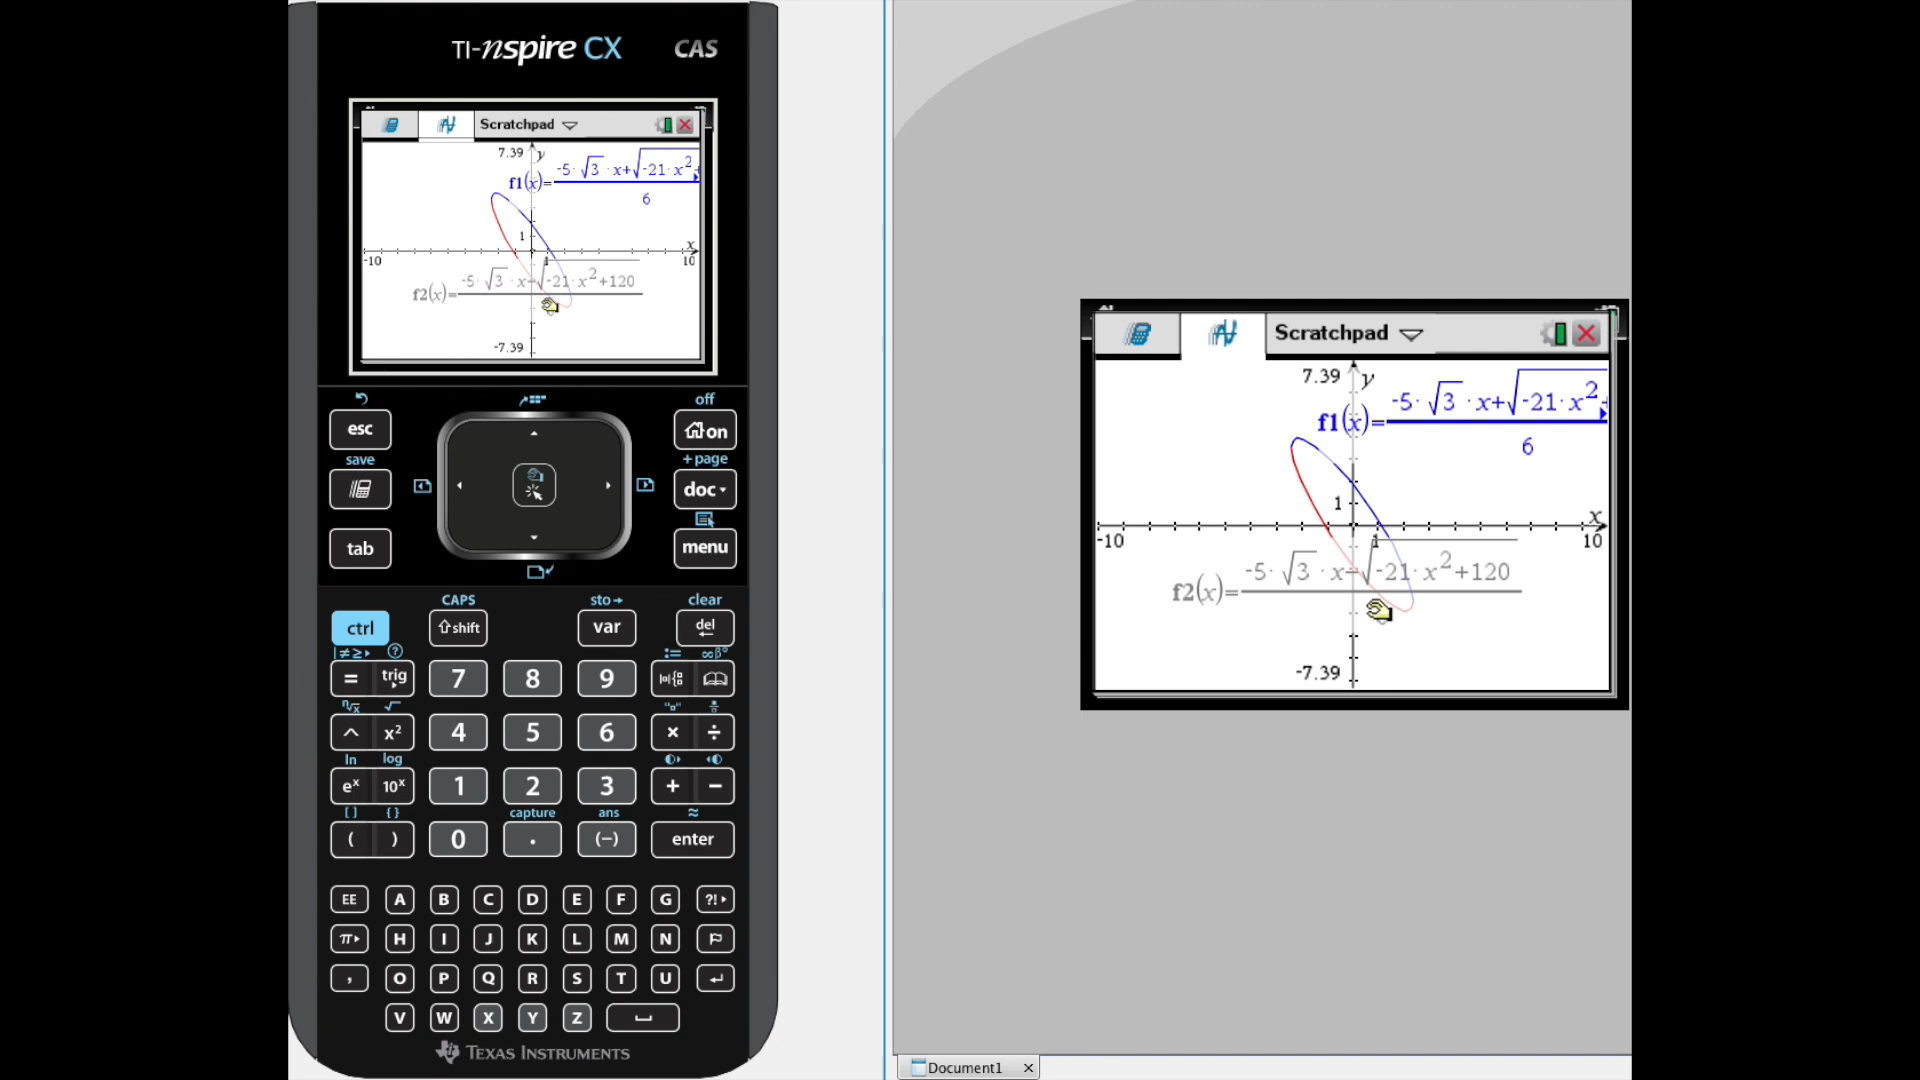 TI-nspire CX CAS
Scratchpad
7.39 y
f1(x)= -5·√3·x+√-21·x²+
6
1
x
-10 1 10
f2(x)= -5·√3·x-√-21·x²+120
-7.39
off
esc
on
save
+page
doc
tab
menu
CAPS
sto→
clear
ctrl
⇧shift
var
del
|≠≥▸ ?
:= ∞β°
= trig 7 8 9 |□|{
ⁿ√x √
"□"
^ x² 4 5 6 × ÷
ln log
eˣ 10ˣ 1 2 3 + −
[ ] { } capture ans ≈
( ) 0 . (−) enter
EE A B C D E F G ?!▸
π▸ H I J K L M N
, O P Q R S T U ↵
V W X Y Z
TEXAS INSTRUMENTS
Scratchpad
7.39 y
f1(x)= -5·√3·x+√-21·x²+
6
1
x
-10 1 10
f2(x)= -5·√3·x-√-21·x²+120
-7.39
Document1 ×